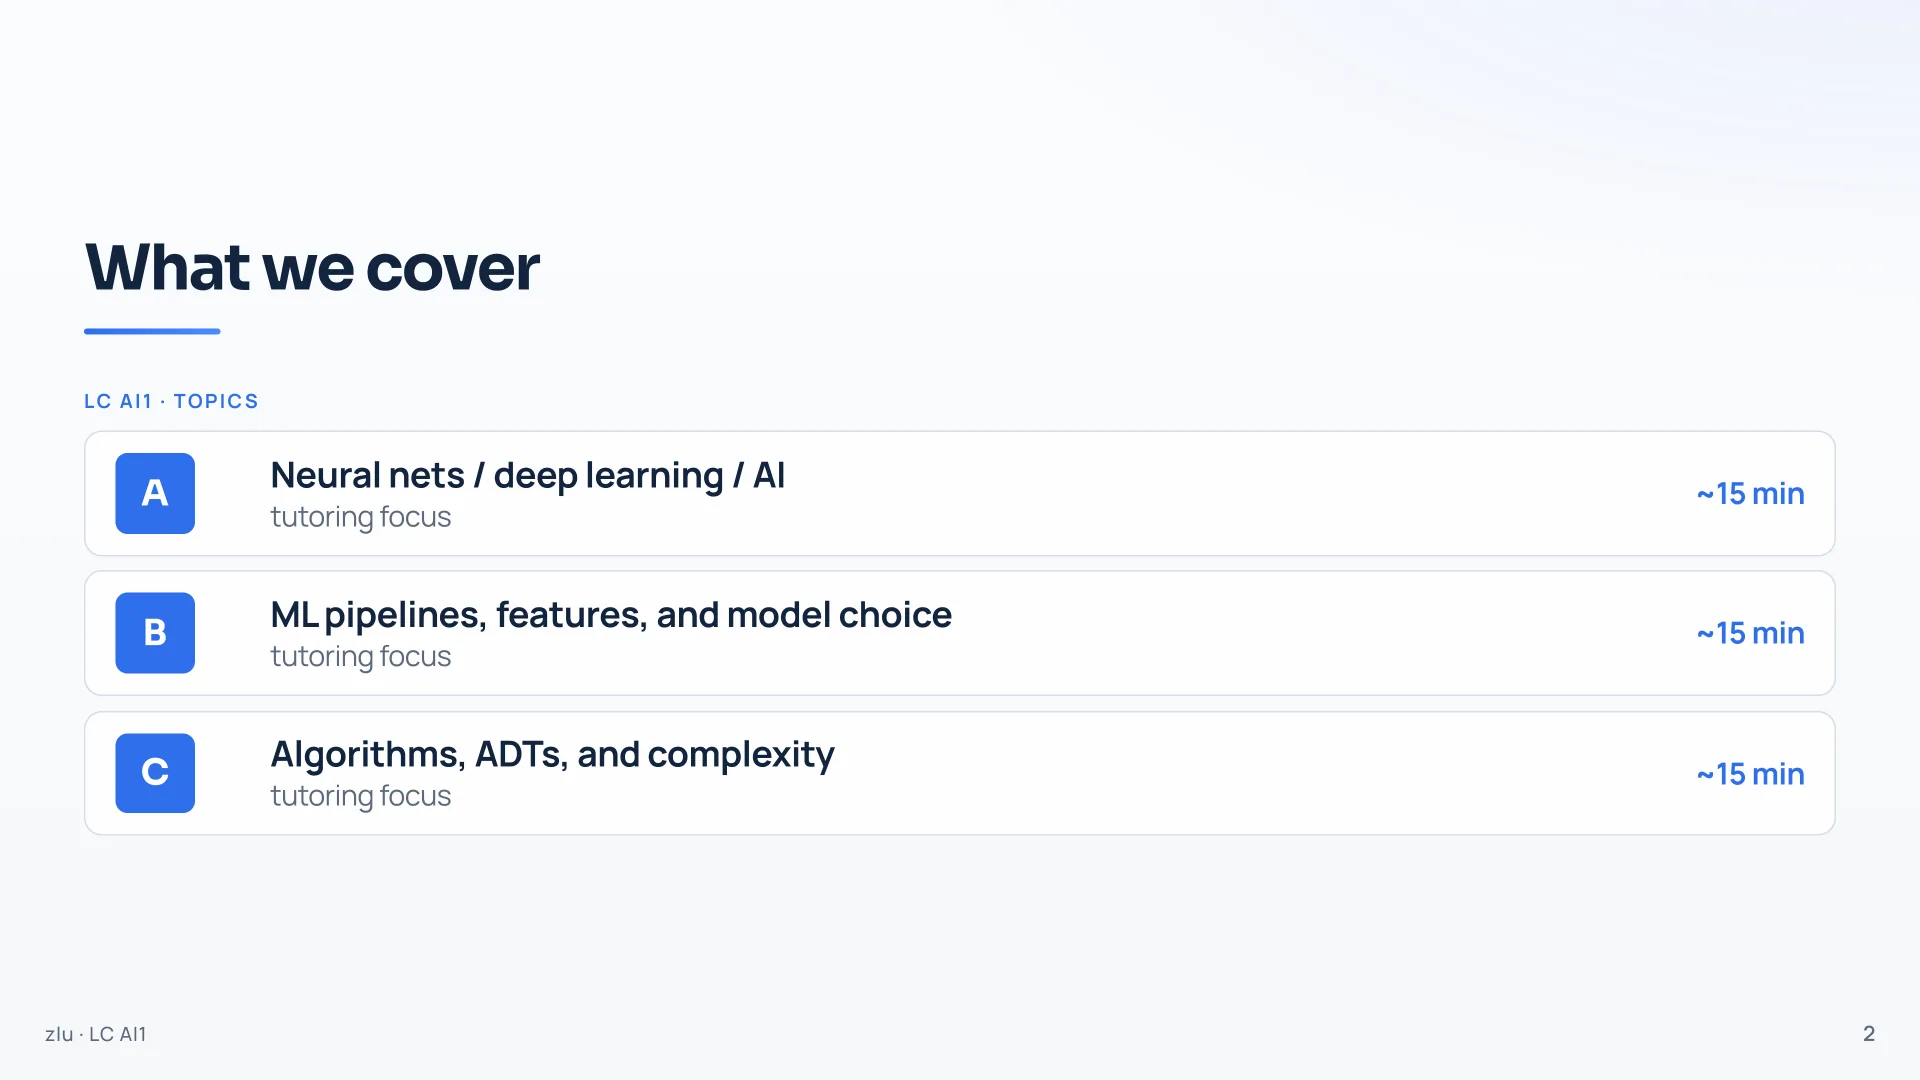 What we cover
LC AI1 · TOPICS
A
Neural nets / deep learning / AI
tutoring focus
~15 min
B
ML pipelines, features, and model choice
tutoring focus
~15 min
C
Algorithms, ADTs, and complexity
tutoring focus
~15 min
zlu · LC AI1
2